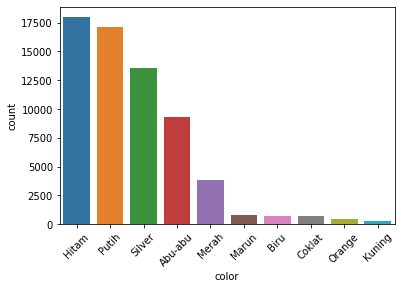 17500
15000
12500
10000
7500
5000
2500
0
count
Hitam
Putih
Silver
Abu-abu
Merah
Marun
Biru
Coklat
Orange
Kuning
color